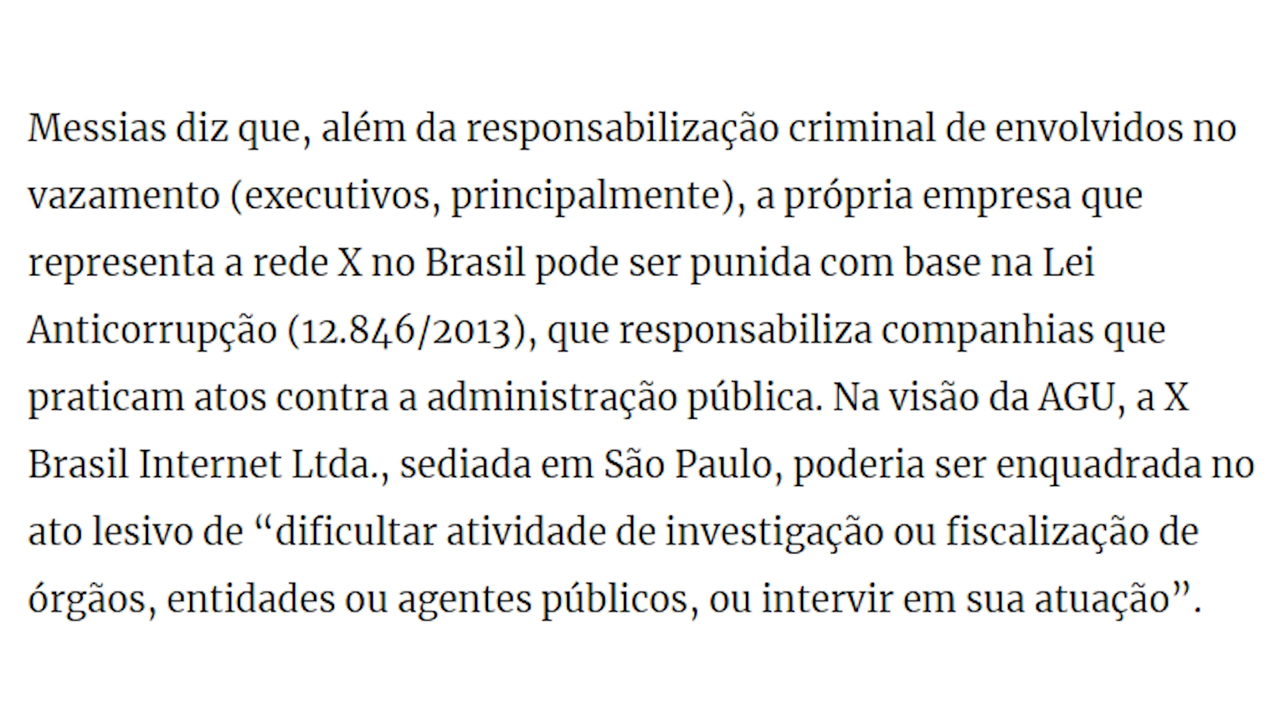 Messias diz que, além da responsabilização criminal de envolvidos no
vazamento (executivos, principalmente), a própria empresa que
representa a rede X no Brasil pode ser punida com base na Lei
Anticorrupção (12.846/2013), que responsabiliza companhias que
praticam atos contra a administração pública. Na visão da AGU, a X
Brasil Internet Ltda., sediada em São Paulo, poderia ser enquadrada no
ato lesivo de “dificultar atividade de investigação ou fiscalização de
órgãos, entidades ou agentes públicos, ou intervir em sua atuação”.